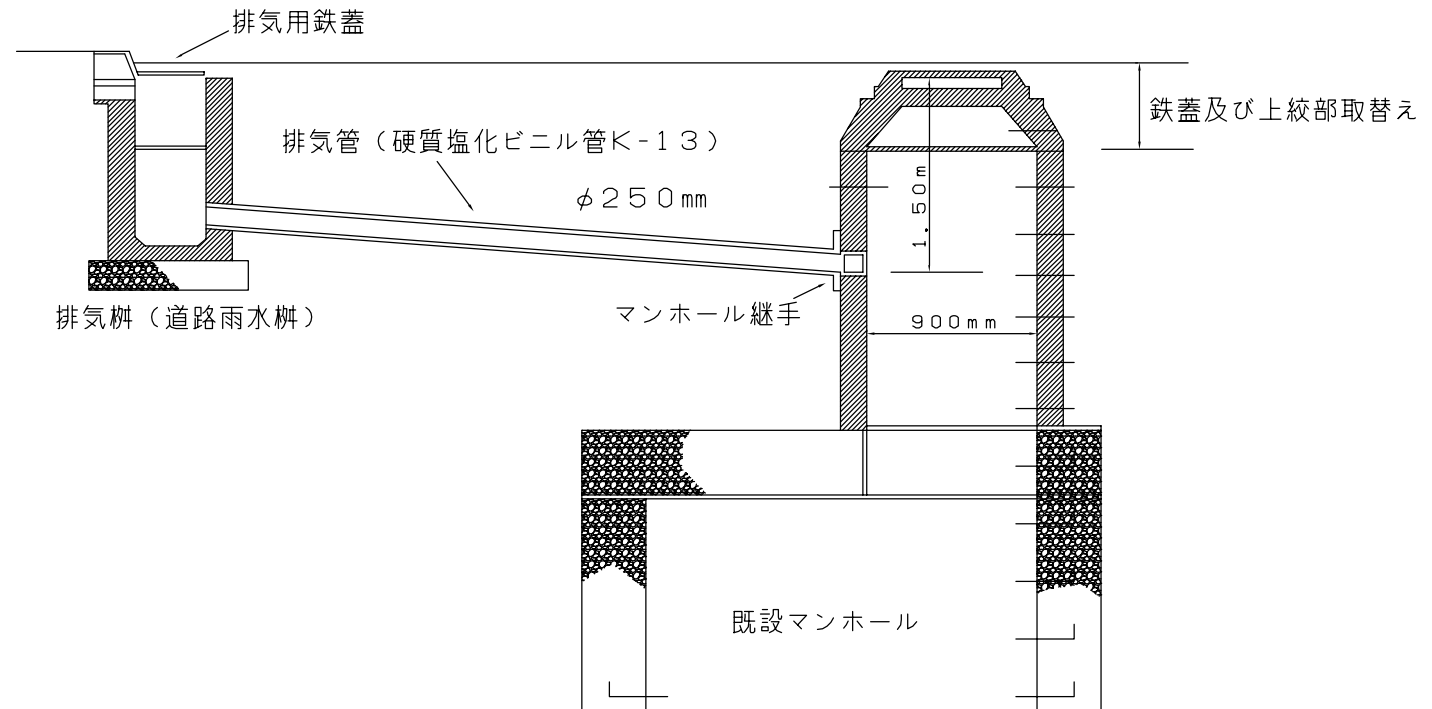 排気用鉄蓋
鉄蓋及び上絞部取替え
排気管（硬質塩化ビニル管K-13）
φ250mm
1.50m
マンホール継手
排気桝（道路雨水桝）
900mm
既設マンホール